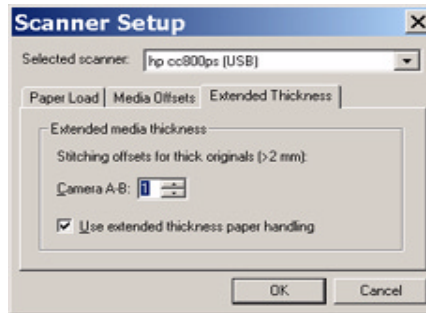 Scanner Setup
Selected scanner: hp cc800ps (USB)
Paper Load Media Offsets Extended Thickness
Extended media thickness
Stitching offsets for thick originals (>2 mm):
Camera A-B: 1
Use extended thickness paper handling
OK Cancel